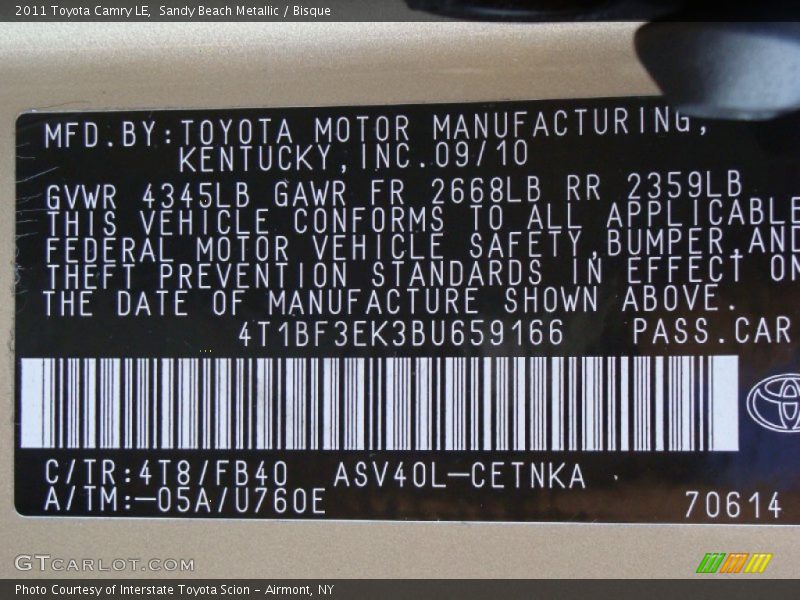 2011 Toyota Camry LE, Sandy Beach Metallic / Bisque
MFD.BY:TOYOTA MOTOR MANUFACTURING,
KENTUCKY,INC.09/10
GVWR 4345LB GAWR FR 2668LB RR 2359LB
THIS VEHICLE CONFORMS TO ALL APPLICABLE
FEDERAL MOTOR VEHICLE SAFETY,BUMPER,AND
THEFT PREVENTION STANDARDS IN EFFECT ON
THE DATE OF MANUFACTURE SHOWN ABOVE.
4T1BF3EK3BU659166 PASS.CAR
C/TR:4T8/FB40 ASV40L-CETNKA
A/TM:-05A/U760E
70614
GTCARLOT.COM
Photo Courtesy of Interstate Toyota Scion - Airmont, NY